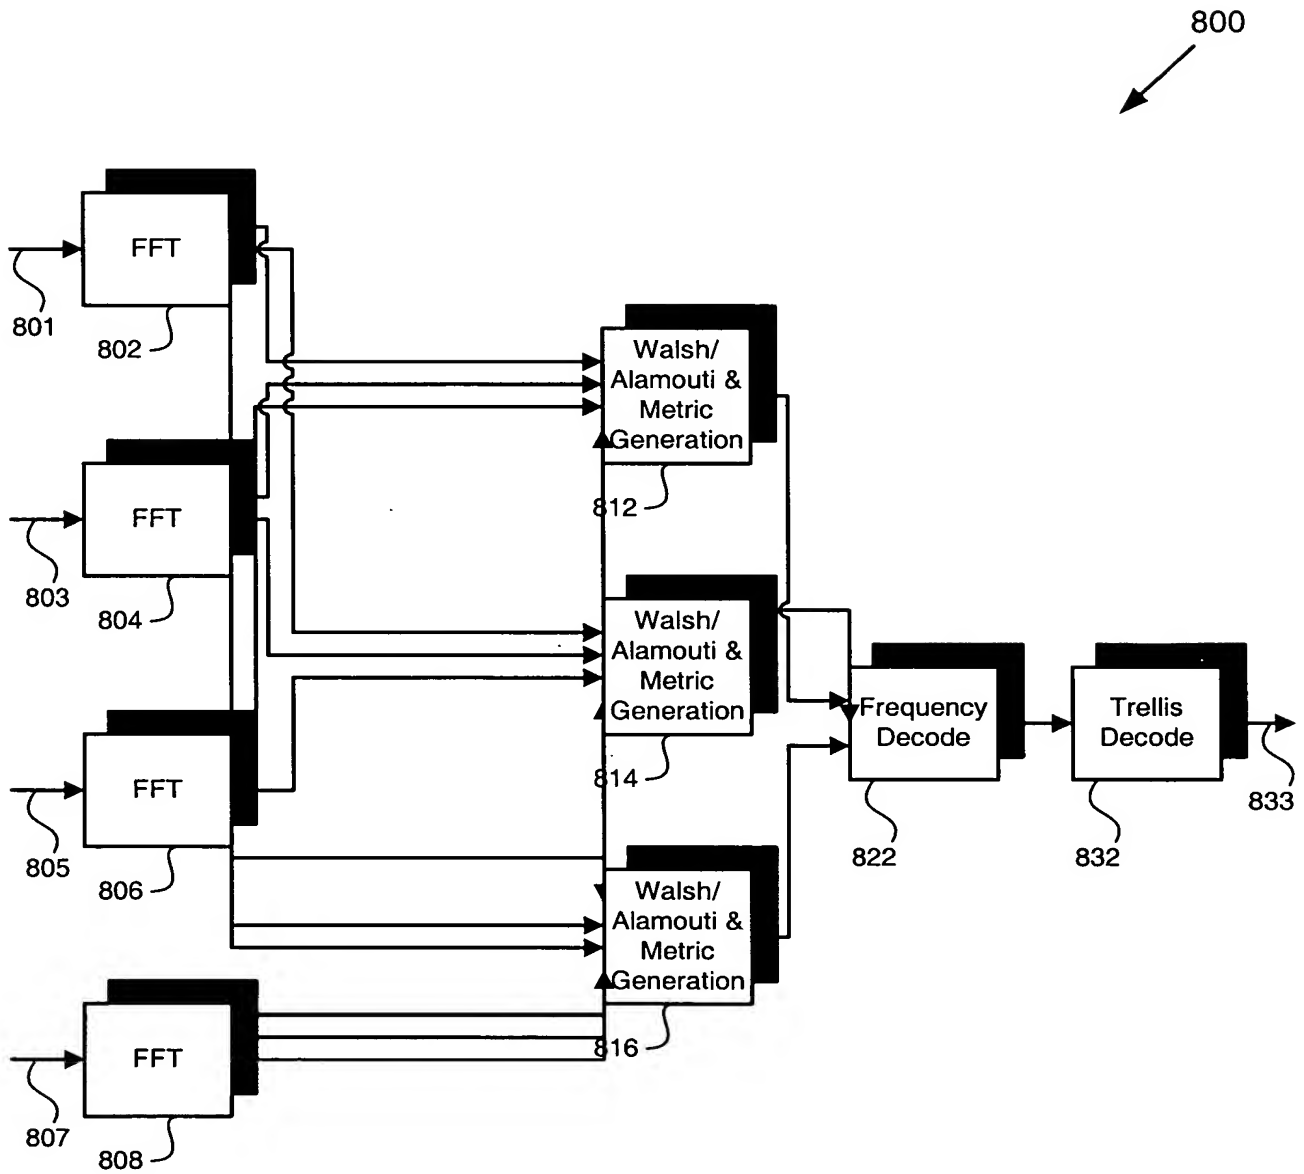 800
FFT
801
802
Walsh/
Alamouti &
Metric
Generation
812
FFT
803
804
Walsh/
Alamouti &
Metric
Generation
814
Frequency
Decode
822
Trellis
Decode
832
833
FFT
805
806
Walsh/
Alamouti &
Metric
Generation
816
FFT
807
808